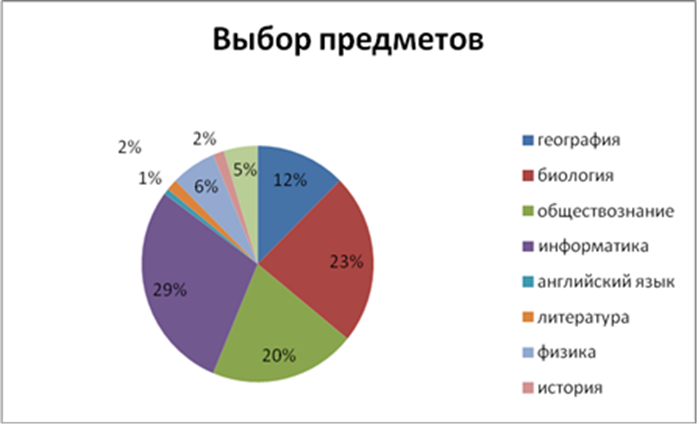 Выбор предметов
2%
2%
5%
12%
1%
6%
23%
29%
20%
география
биология
обществознание
информатика
английский язык
литература
физика
история